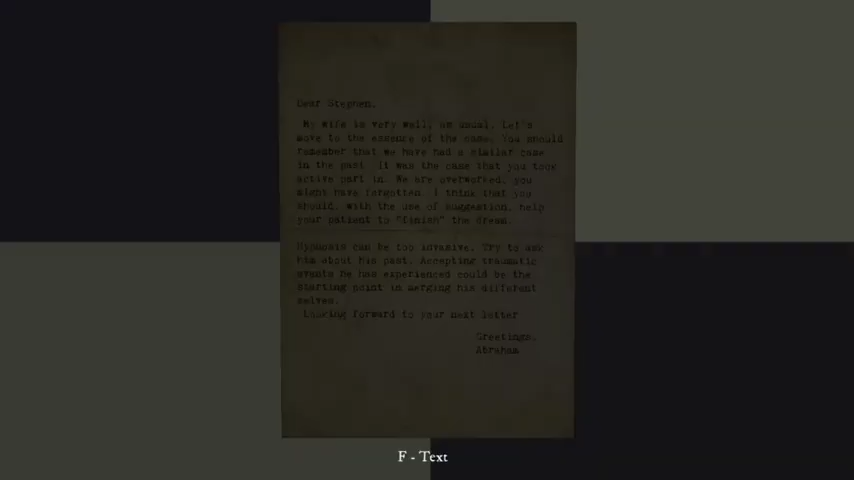 Dear Stephen,
My wife is very well, as usual. Let's
move to the essence of the case. You should
remember that we have had a similar case
in the past. It was the case that you took
active part in. We are overworked, you
might have forgotten. I think that you
should, with the use of suggestion, help
your patient to "finish" the dream.
Hypnosis can be too invasive. Try to ask
him about his past. Accepting traumatic
events he has experienced could be the
starting point in merging his different
selves.
Looking forward to your next letter
Greetings,
Abraham
F - Text